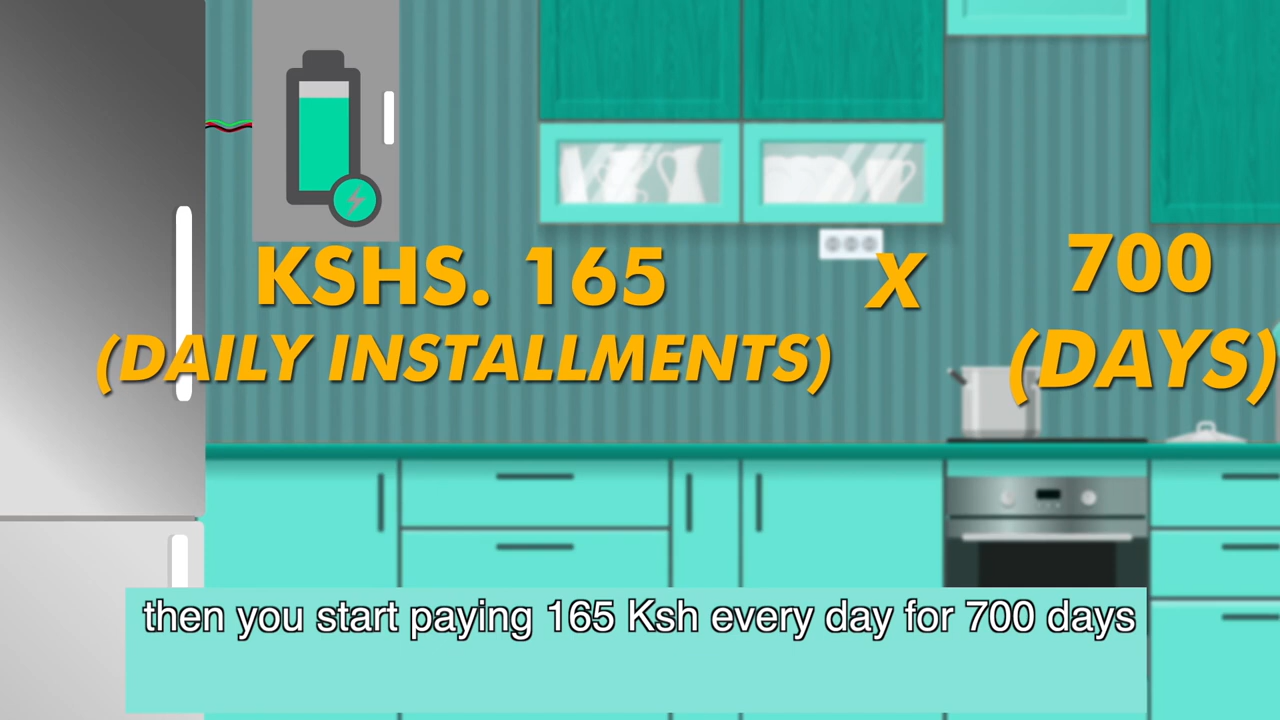 KSHS. 165 X 700
(DAILY INSTALLMENTS) (DAYS)
then you start paying 165 Ksh every day for 700 days